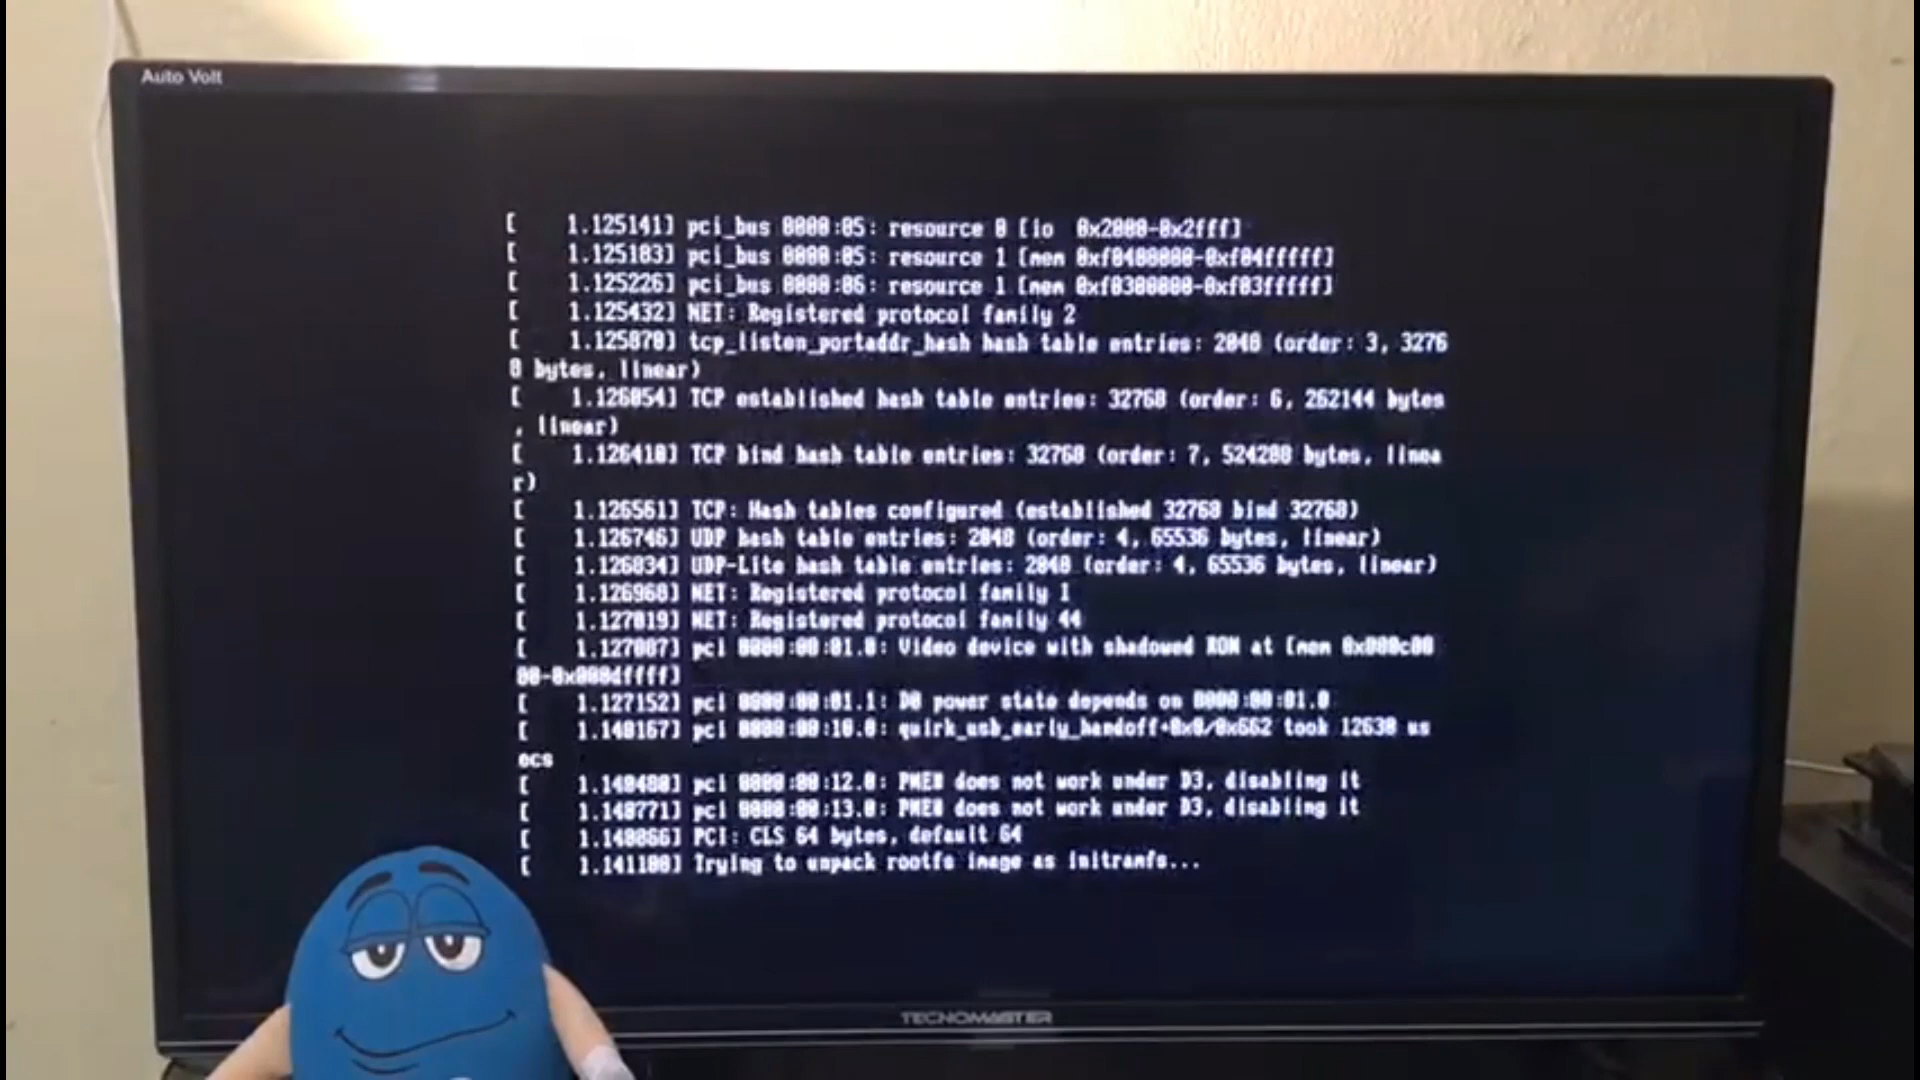 Auto Volt
[    1.125141] pci_bus 0000:05: resource 0 [io  0x2000-0x2fff]
[    1.125183] pci_bus 0000:05: resource 1 [mem 0xf0400000-0xf04fffff]
[    1.125226] pci_bus 0000:06: resource 1 [mem 0xf0300000-0xf03fffff]
[    1.125432] NET: Registered protocol family 2
[    1.125870] tcp_listen_portaddr_hash hash table entries: 2048 (order: 3, 3276
8 bytes, linear)
[    1.126054] TCP established hash table entries: 32768 (order: 6, 262144 bytes
, linear)
[    1.126410] TCP bind hash table entries: 32768 (order: 7, 524288 bytes, linea
r)
[    1.126561] TCP: Hash tables configured (established 32768 bind 32768)
[    1.126746] UDP hash table entries: 2048 (order: 4, 65536 bytes, linear)
[    1.126834] UDP-Lite hash table entries: 2048 (order: 4, 65536 bytes, linear)
[    1.126960] NET: Registered protocol family 1
[    1.127019] NET: Registered protocol family 44
[    1.127087] pci 0000:00:01.0: Video device with shadowed ROM at [mem 0x000c00
00-0x000dffff]
[    1.127152] pci 0000:00:01.1: D0 power state depends on 0000:00:01.0
[    1.140167] pci 0000:00:10.0: quirk_usb_early_handoff+0x0/0x662 took 12630 us
ecs
[    1.140480] pci 0000:00:12.0: PME# does not work under D3, disabling it
[    1.140771] pci 0000:00:13.0: PME# does not work under D3, disabling it
[    1.140866] PCI: CLS 64 bytes, default 64
[    1.141100] Trying to unpack rootfs image as initramfs...
TECNOMASTER